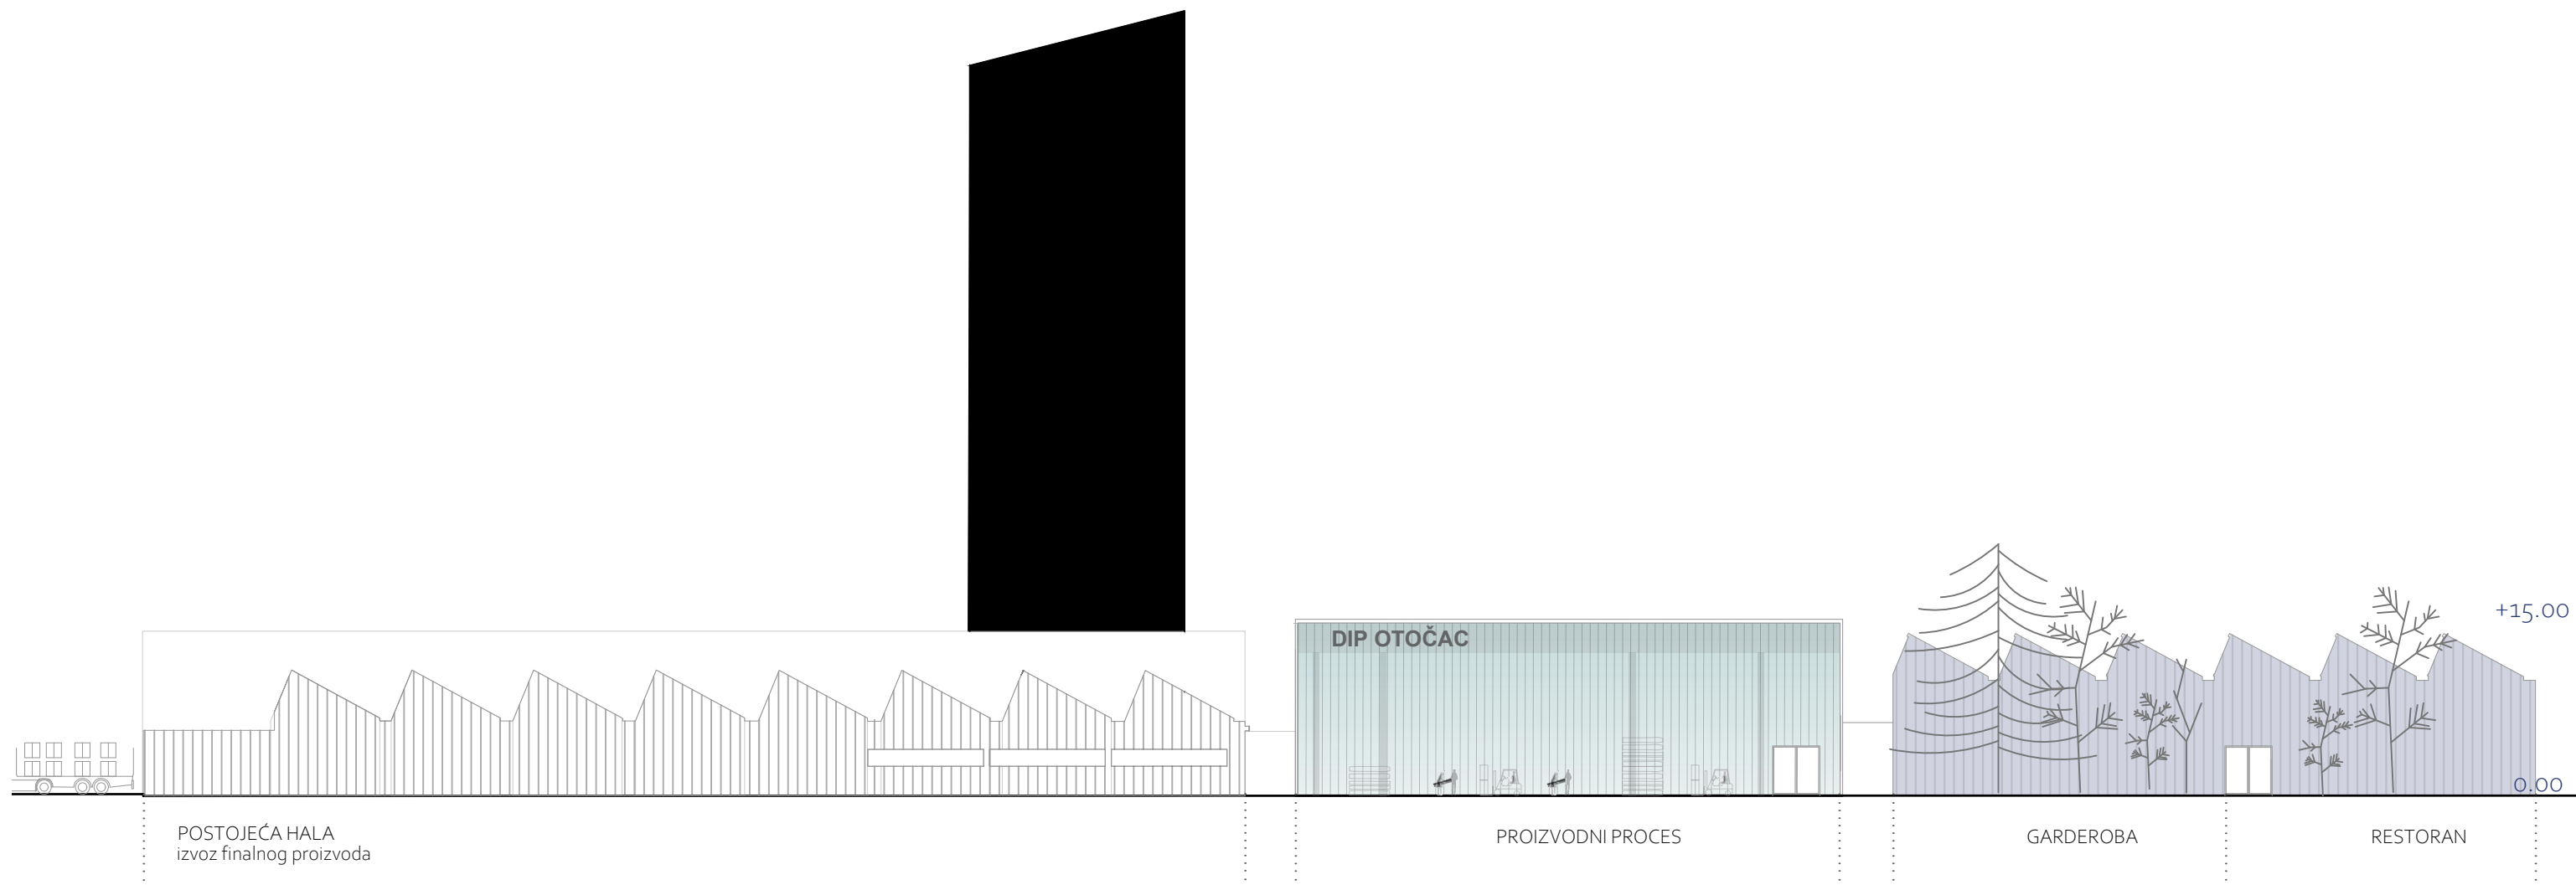 +15.00
DIP OTOČAC
0.00
POSTOJEĆA HALA
izvoz finalnog proizvoda
PROIZVODNI PROCES
GARDEROBA
RESTORAN